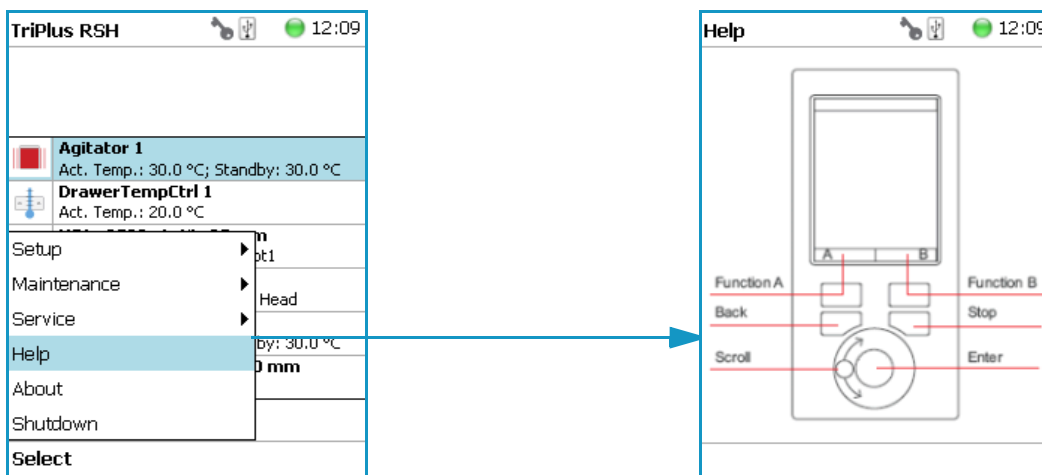 TriPlus RSH 12:09
Agitator 1
Act. Temp.: 30.0 °C; Standby: 30.0 °C
DrawerTempCtrl 1
Act. Temp.: 20.0 °C
Setup
Maintenance
Head
Service
by: 30.0 °C
Help
0 mm
About
Shutdown
Select
Help 12:09
A B
Function A Function B
Back Stop
Scroll Enter